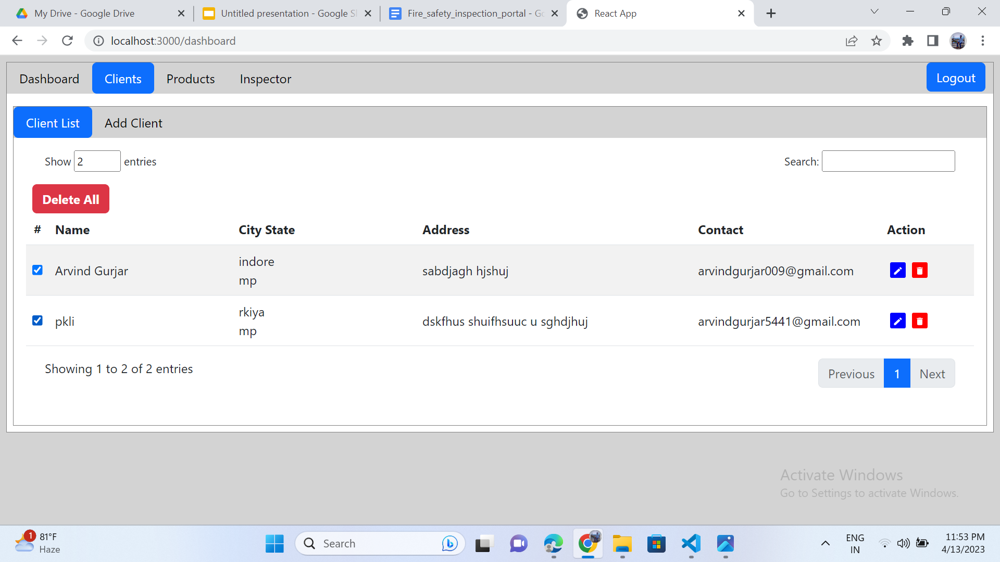 My Drive - Google Drive
Untitled presentation - Google Sl
Fire_safety_inspection_portal - Go
React App
localhost:3000/dashboard
Dashboard
Clients
Products
Inspector
Logout
Client List
Add Client
Show 2 entries
Search:
Delete All
# Name City State Address Contact Action
Arvind Gurjar indore sabdjagh hjshuj arvindgurjar009@gmail.com
mp
pkli rkiya dskfhus shuifhsuuc u sghdjhuj arvindgurjar5441@gmail.com
mp
Showing 1 to 2 of 2 entries
Previous 1 Next
Activate Windows
Go to Settings to activate Windows.
1
81°F
Haze
Search
ENG
IN
11:53 PM
4/13/2023